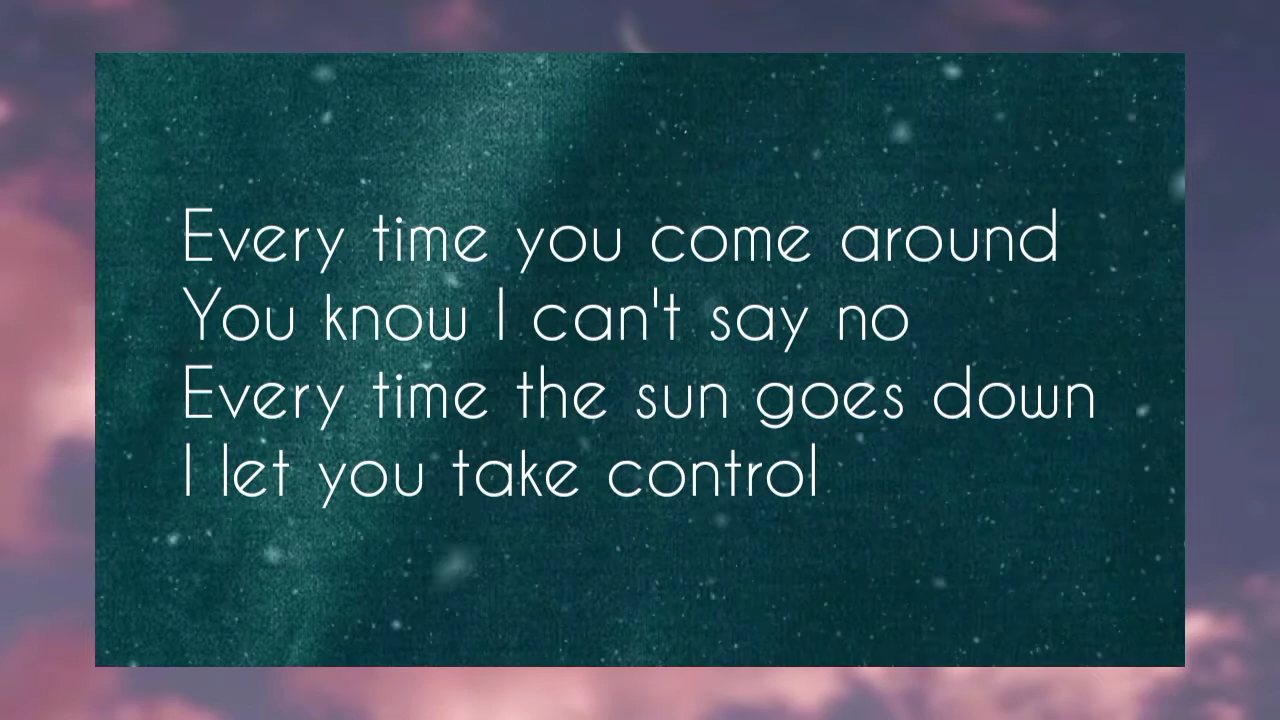 Every time you come around
You know I can't say no
Every time the sun goes down
I let you take control